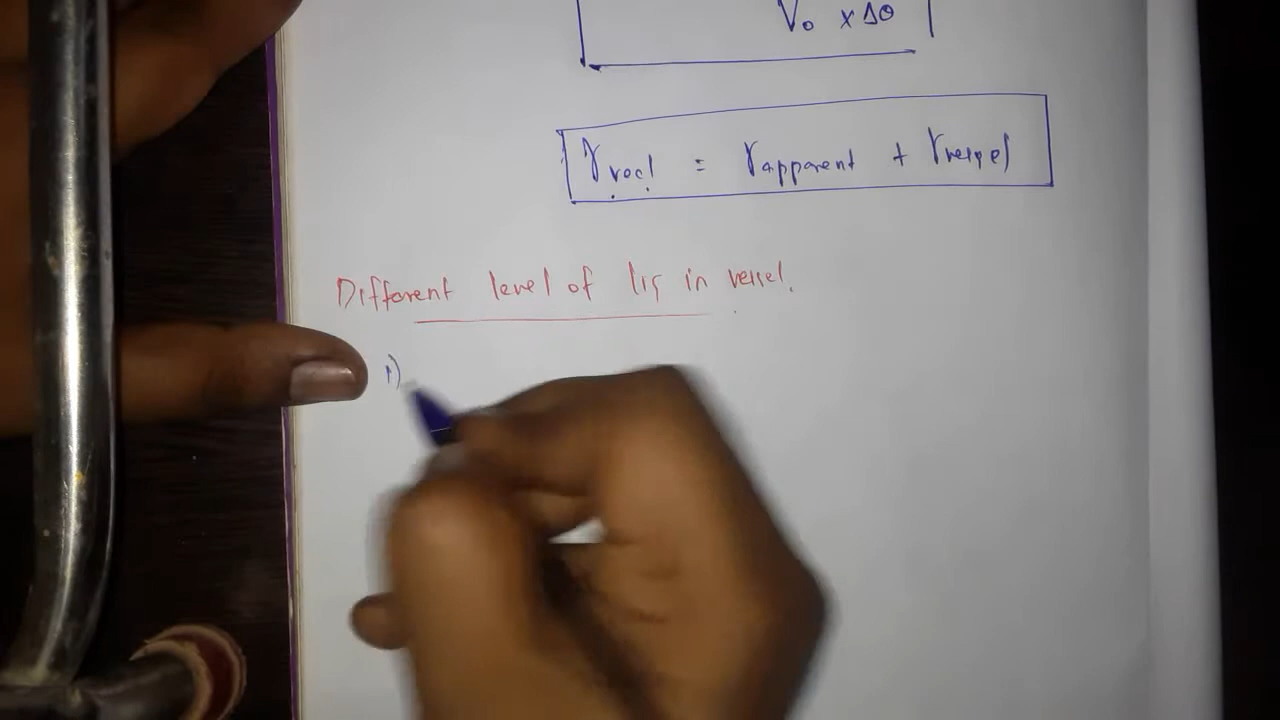 V₀ × Δθ
γreal = γapparent + γvessel
Different level of liq in vessel.
1)